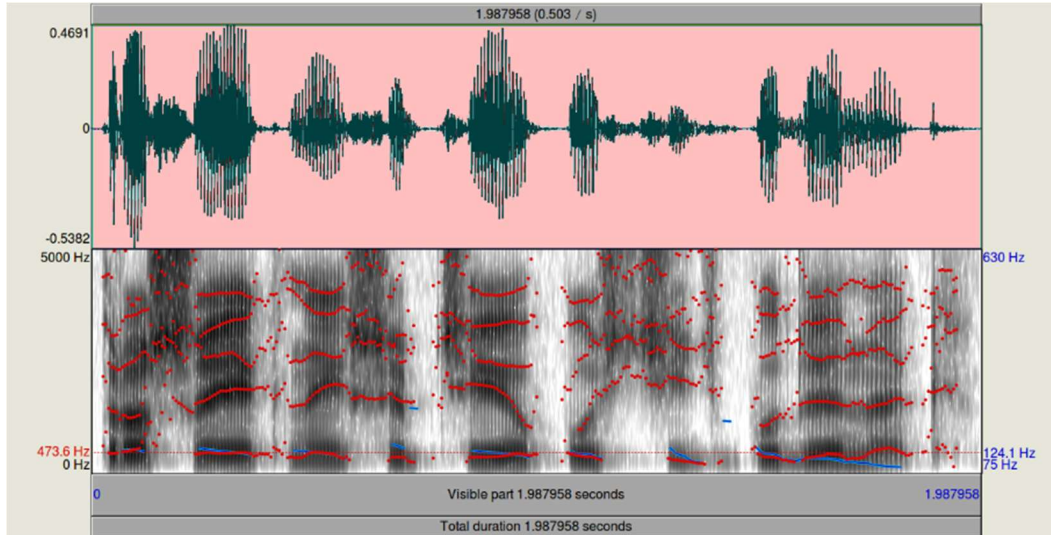 1.987958 (0.503 / s)
0.4691
0
-0.5382
5000 Hz
630 Hz
473.6 Hz
0 Hz
124.1 Hz
75 Hz
0
Visible part 1.987958 seconds
1.987958
Total duration 1.987958 seconds